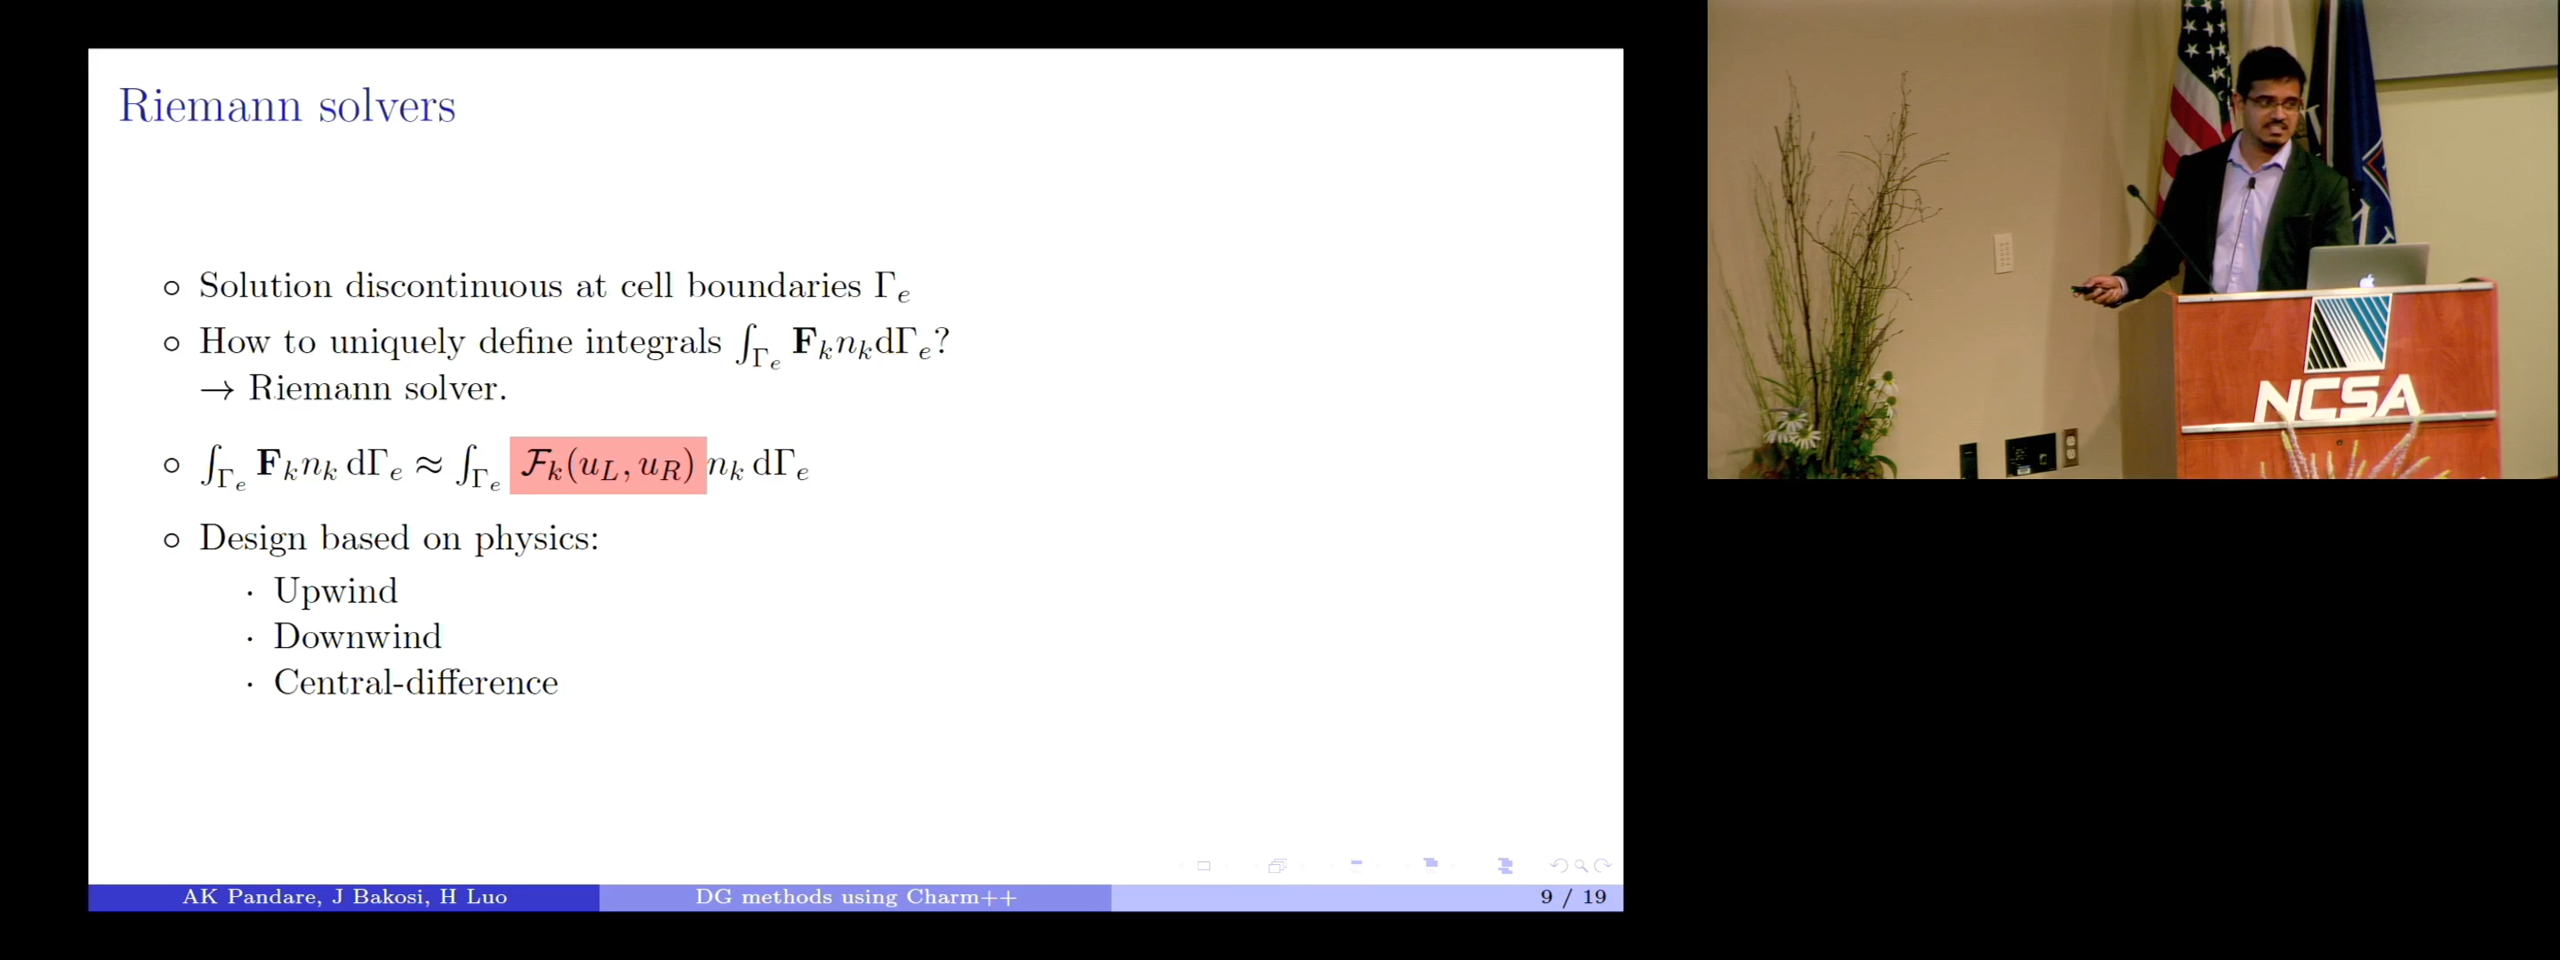 Riemann solvers
∘ Solution discontinuous at cell boundaries Γ_e
∘ How to uniquely define integrals ∫_{Γ_e} F_k n_k dΓ_e?
→ Riemann solver.
∘ ∫_{Γ_e} F_k n_k dΓ_e ≈ ∫_{Γ_e} ℱ_k(u_L, u_R) n_k dΓ_e
∘ Design based on physics:
· Upwind
· Downwind
· Central-difference
AK Pandare, J Bakosi, H Luo
DG methods using Charm++
9 / 19
NCSA